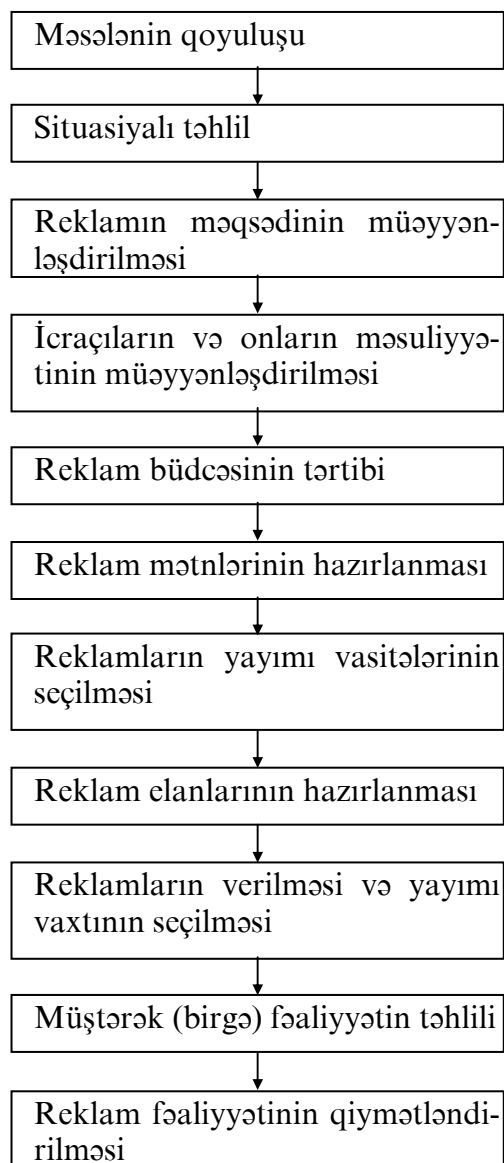 Məsələnin qoyuluşu
Situasiyalı təhlil
Reklamın məqsədinin müəyyən-
ləşdirilməsi
İcraçıların və onların məsuliyyə-
tinin müəyyənləşdirilməsi
Reklam büdcəsinin tərtibi
Reklam mətnlərinin hazırlanması
Reklamların yayımı vasitələrinin
seçilməsi
Reklam elanlarının hazırlanması
Reklamların verilməsi və yayımı
vaxtının seçilməsi
Müştərək (birgə) fəaliyyətin təhlili
Reklam fəaliyyətinin qiymətləndi-
rilməsi